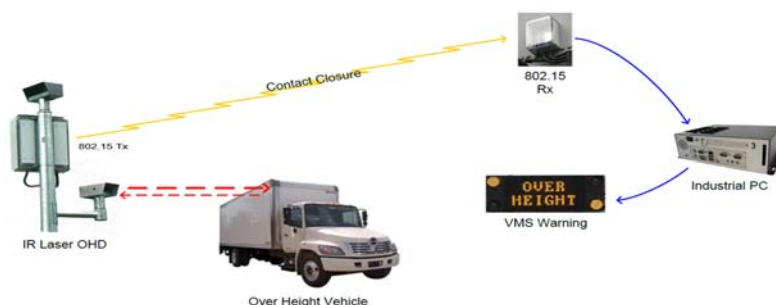 Contact Closure
802.15
Rx
802.15 Tx
3
Industrial PC
OVER
HEIGHT
VMS Warning
IR Laser OHD
Over Height Vehicle